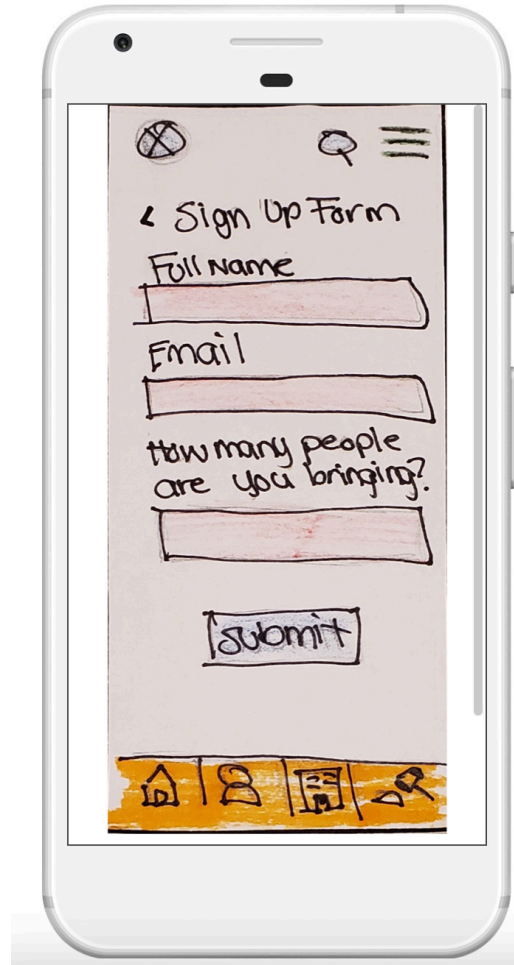 < Sign Up Form
Full Name
Email
How many people
are you bringing?
submit